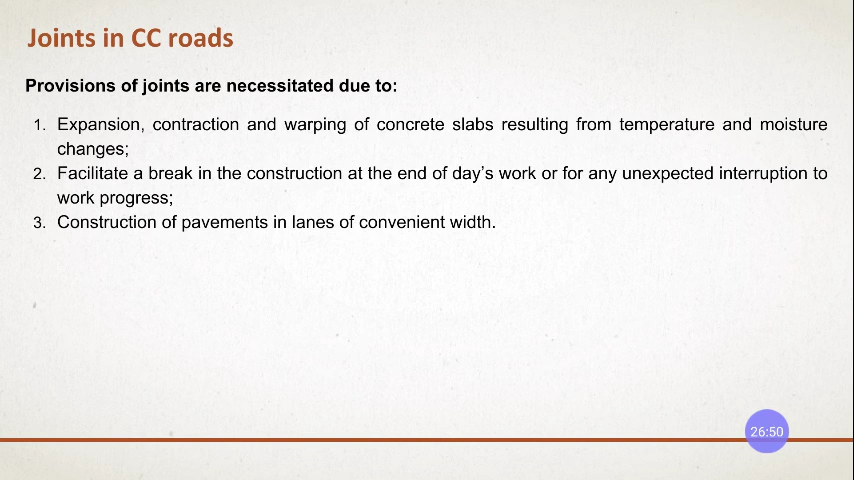 Joints in CC roads
Provisions of joints are necessitated due to:
1. Expansion, contraction and warping of concrete slabs resulting from temperature and moisture
changes;
2. Facilitate a break in the construction at the end of day’s work or for any unexpected interruption to
work progress;
3. Construction of pavements in lanes of convenient width.
26:50